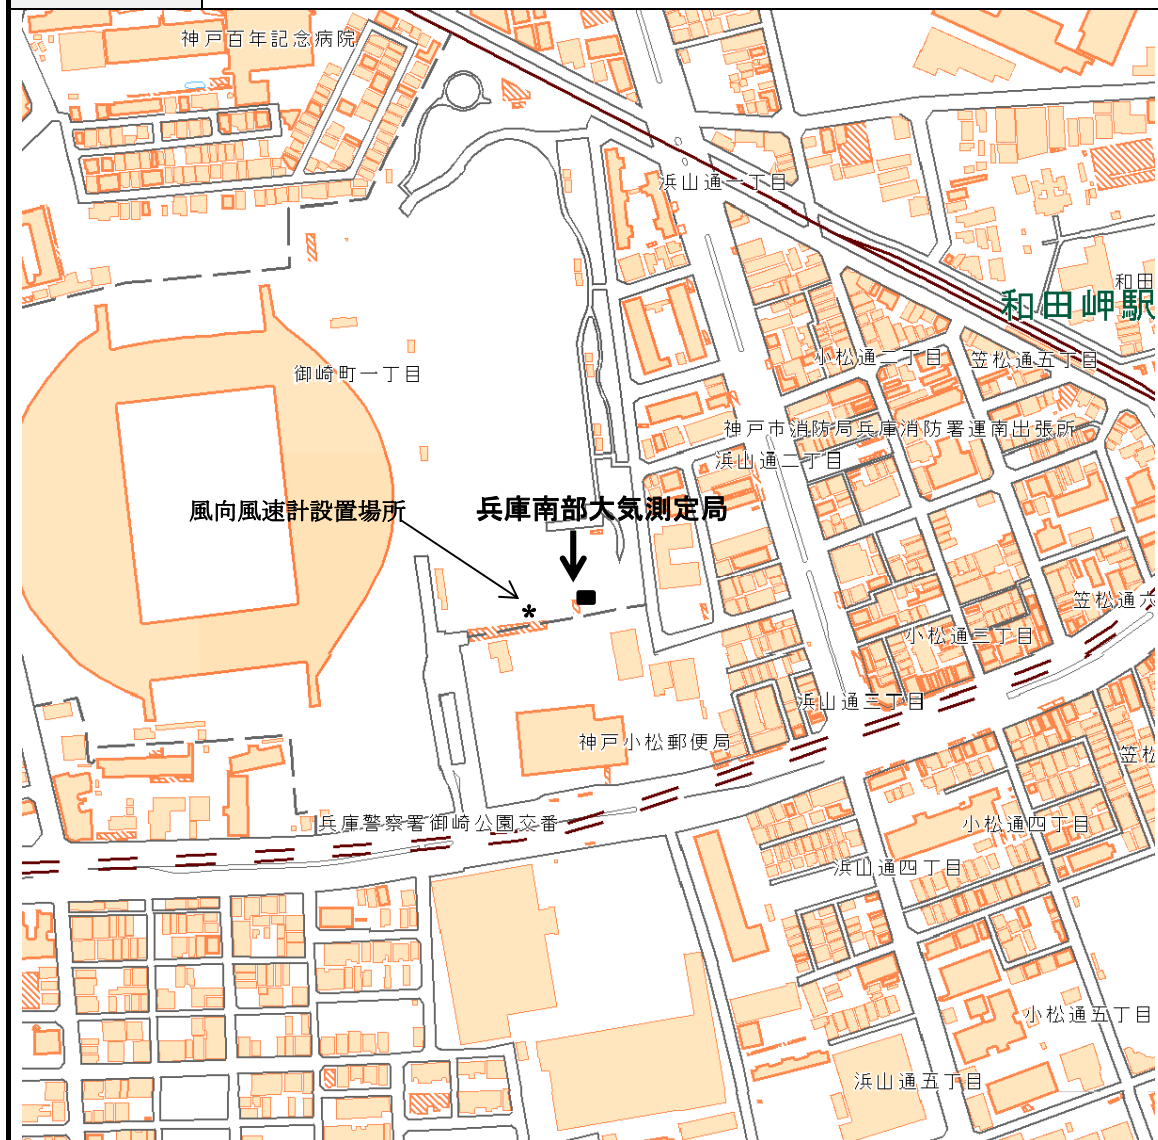 神戸百年記念病院
浜山通一丁目
和田
和田岬駅
小松通二丁目
笠松通五丁目
御崎町一丁目
神戸市消防局兵庫消防署運南出張所
浜山通二丁目
風向風速計設置場所
兵庫南部大気測定局
*
笠松通六
小松通三丁目
浜山通三丁目
神戸小松郵便局
笠松
兵庫警察署御崎公園交番
小松通四丁目
浜山通四丁目
小松通五丁目
浜山通五丁目